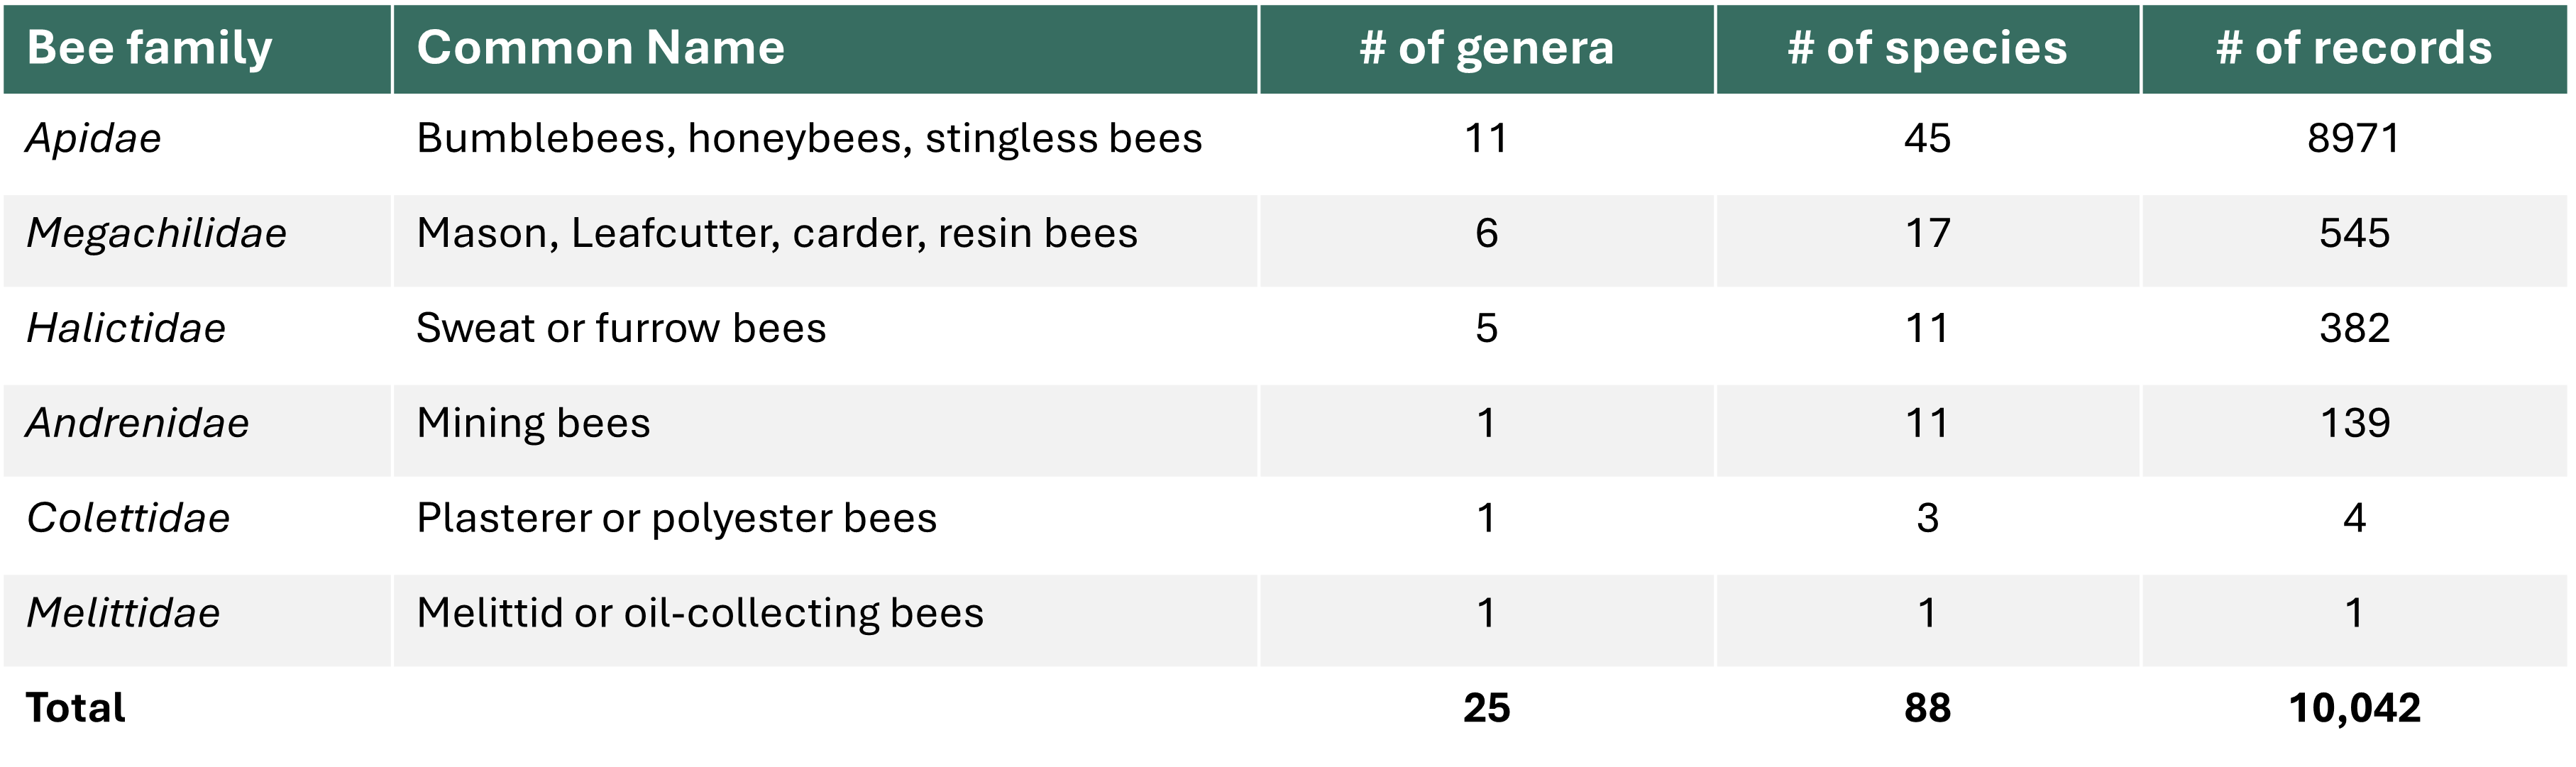 Bee family Common Name # of genera # of species # of records
Apidae Bumblebees, honeybees, stingless bees 11 45 8971
Megachilidae Mason, Leafcutter, carder, resin bees 6 17 545
Halictidae Sweat or furrow bees 5 11 382
Andrenidae Mining bees 1 11 139
Colettidae Plasterer or polyester bees 1 3 4
Melittidae Melittid or oil-collecting bees 1 1 1
Total 25 88 10,042